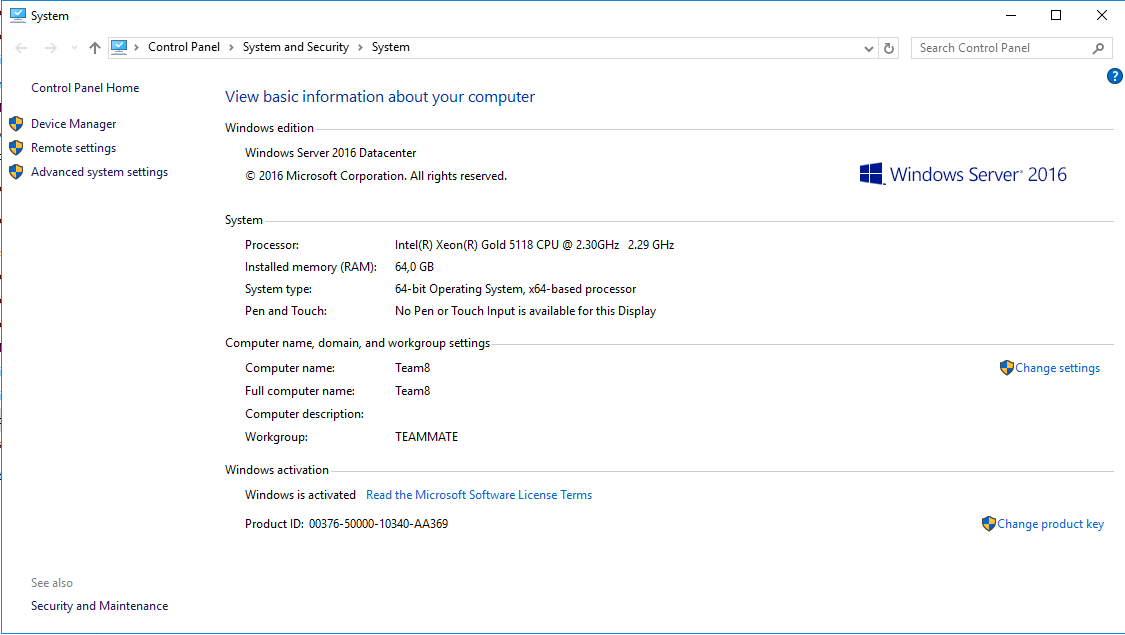 System
Control Panel > System and Security > System
Search Control Panel
?
Control Panel Home
Device Manager
Remote settings
Advanced system settings
View basic information about your computer
Windows edition
Windows Server 2016 Datacenter
© 2016 Microsoft Corporation. All rights reserved.
Windows Server® 2016
System
Processor: Intel(R) Xeon(R) Gold 5118 CPU @ 2.30GHz 2.29 GHz
Installed memory (RAM): 64,0 GB
System type: 64-bit Operating System, x64-based processor
Pen and Touch: No Pen or Touch Input is available for this Display
Computer name, domain, and workgroup settings
Computer name: Team8
Change settings
Full computer name: Team8
Computer description:
Workgroup: TEAMMATE
Windows activation
Windows is activated Read the Microsoft Software License Terms
Product ID: 00376-50000-10340-AA369
Change product key
See also
Security and Maintenance